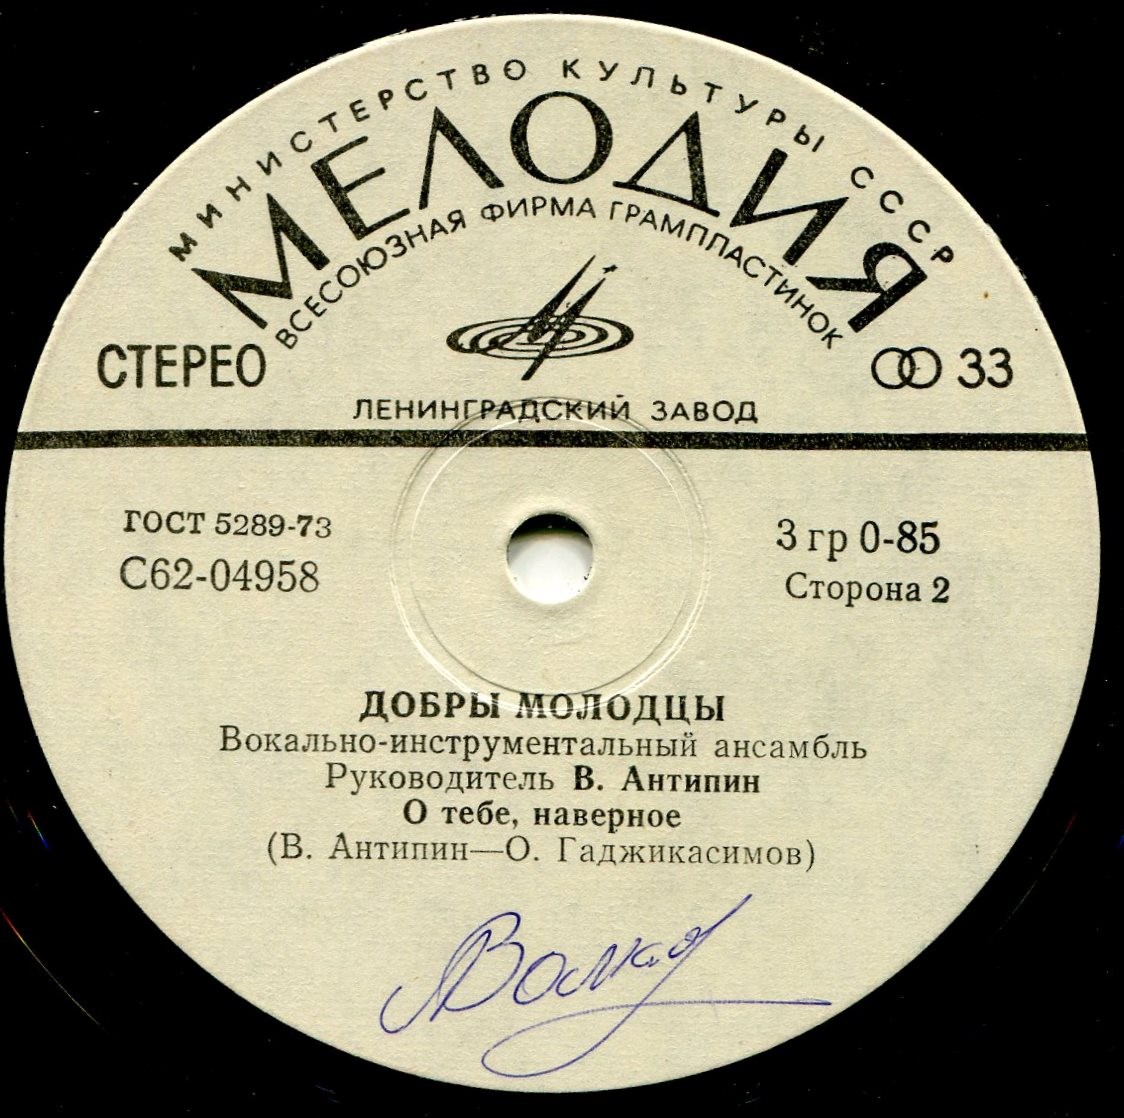 МИНИСТЕРСТВО КУЛЬТУРЫ СССР
МЕЛОДИЯ
ВСЕСОЮЗНАЯ ФИРМА ГРАМПЛАСТИНОК
СТЕРЕО
33
ЛЕНИНГРАДСКИЙ ЗАВОД
ГОСТ 5289-73
3 гр 0-85
С62-04958
Сторона 2
ДОБРЫ МОЛОДЦЫ
Вокально-инструментальный ансамбль
Руководитель В. Антипин
О тебе, наверное
(В. Антипин—О. Гаджикасимов)